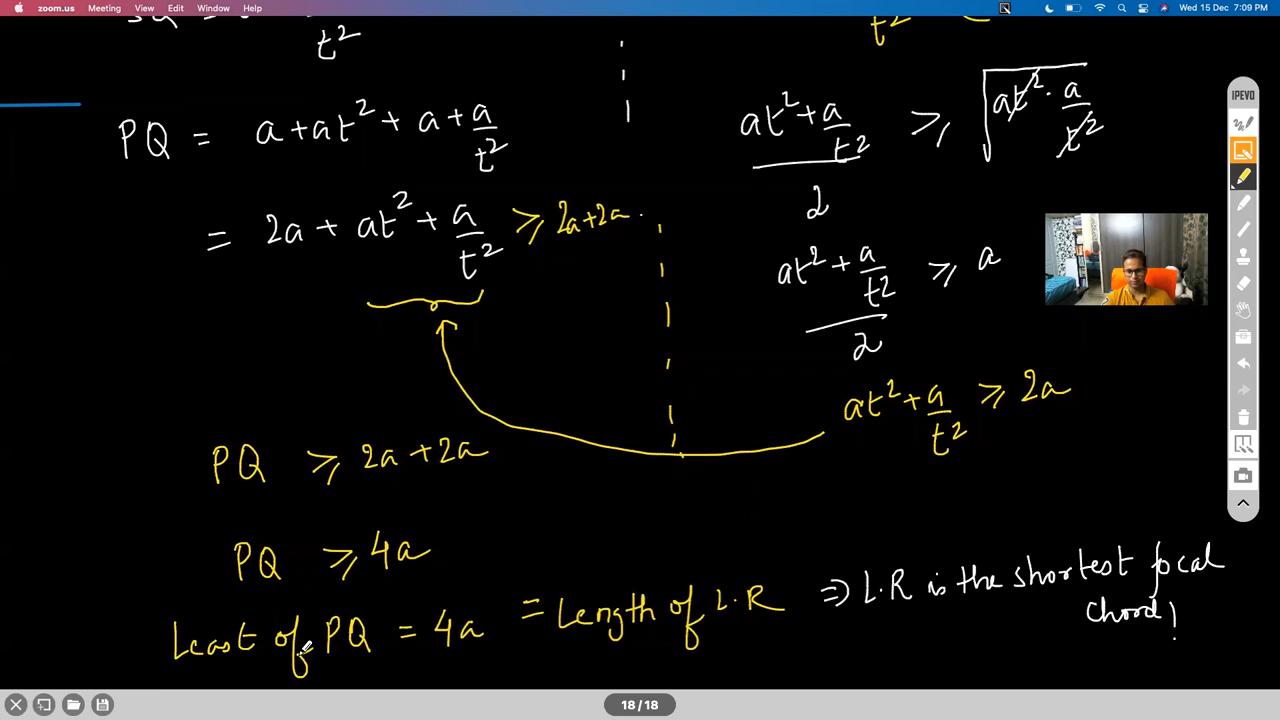 zoom.us Meeting View Edit Window Help Wed 15 Dec 7:09 PM
t²
t²
PQ = a + at² + a + a/t²
= 2a + at² + a/t² ⩾ 2a+2a
PQ ⩾ 2a + 2a
PQ ⩾ 4a
Least of PQ = 4a = Length of L.R ⇒ L.R is the shortest focal
chord!
(at² + a/t²)/2 ⩾ √(at² · a/t²)
(at² + a/t²)/2 ⩾ a
at² + a/t² ⩾ 2a
IPEVO
18 / 18